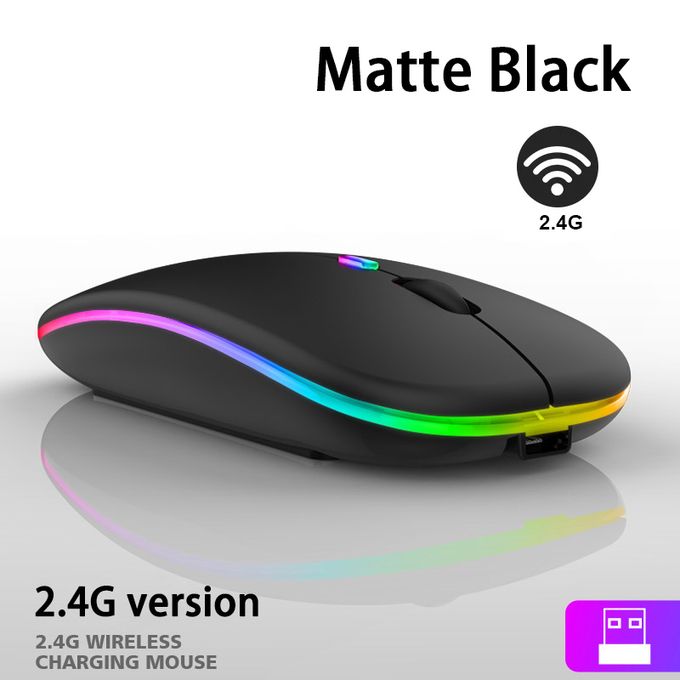 Matte Black
2.4G
2.4G version
2.4G WIRELESS
CHARGING MOUSE